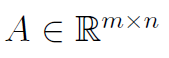 A ∈ ℝ^{m×n}